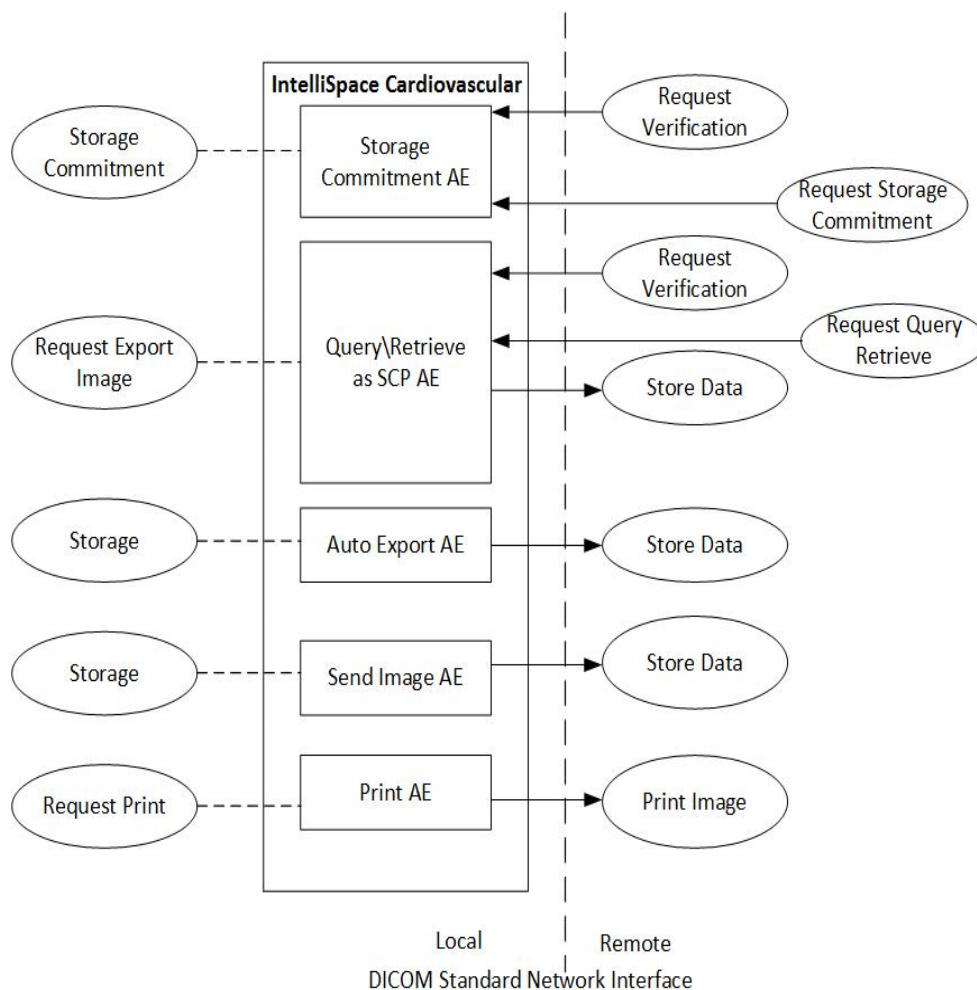 IntelliSpace Cardiovascular
Storage
Commitment
Storage
Commitment AE
Request
Verification
Request Storage
Commitment
Request Export
Image
Query\Retrieve
as SCP AE
Request
Verification
Request Query
Retrieve
Store Data
Storage
Auto Export AE
Store Data
Storage
Send Image AE
Store Data
Request Print
Print AE
Print Image
Local
Remote
DICOM Standard Network Interface